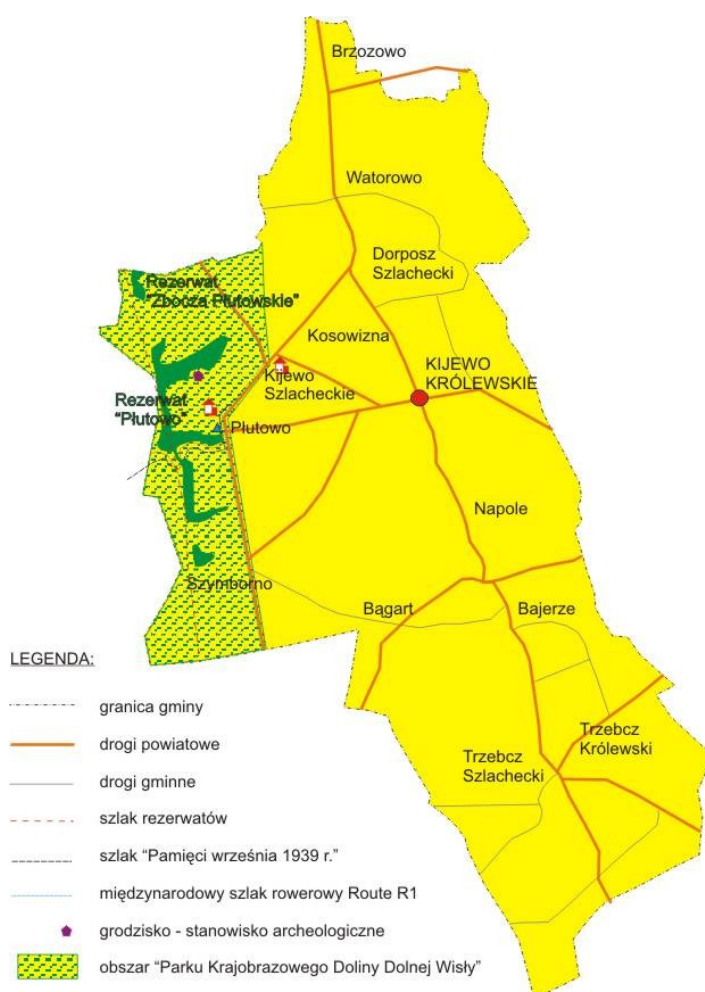 Brzozowo
Watorowo
Dorposz
Szlachecki
Rezerwat
"Zbocza Płutowskie"
Kosowizna
KIJEWO
KRÓLEWSKIE
Kijewo
Szlacheckie
Rezerwat
"Płutowo"
Płutowo
Napole
Szymborno
Bągart
Bajerze
LEGENDA:
granica gminy
drogi powiatowe
Trzebcz
Królewski
Trzebcz
Szlachecki
drogi gminne
szlak rezerwatów
szlak "Pamięci września 1939 r."
międzynarodowy szlak rowerowy Route R1
grodzisko - stanowisko archeologiczne
obszar "Parku Krajobrazowego Doliny Dolnej Wisły"